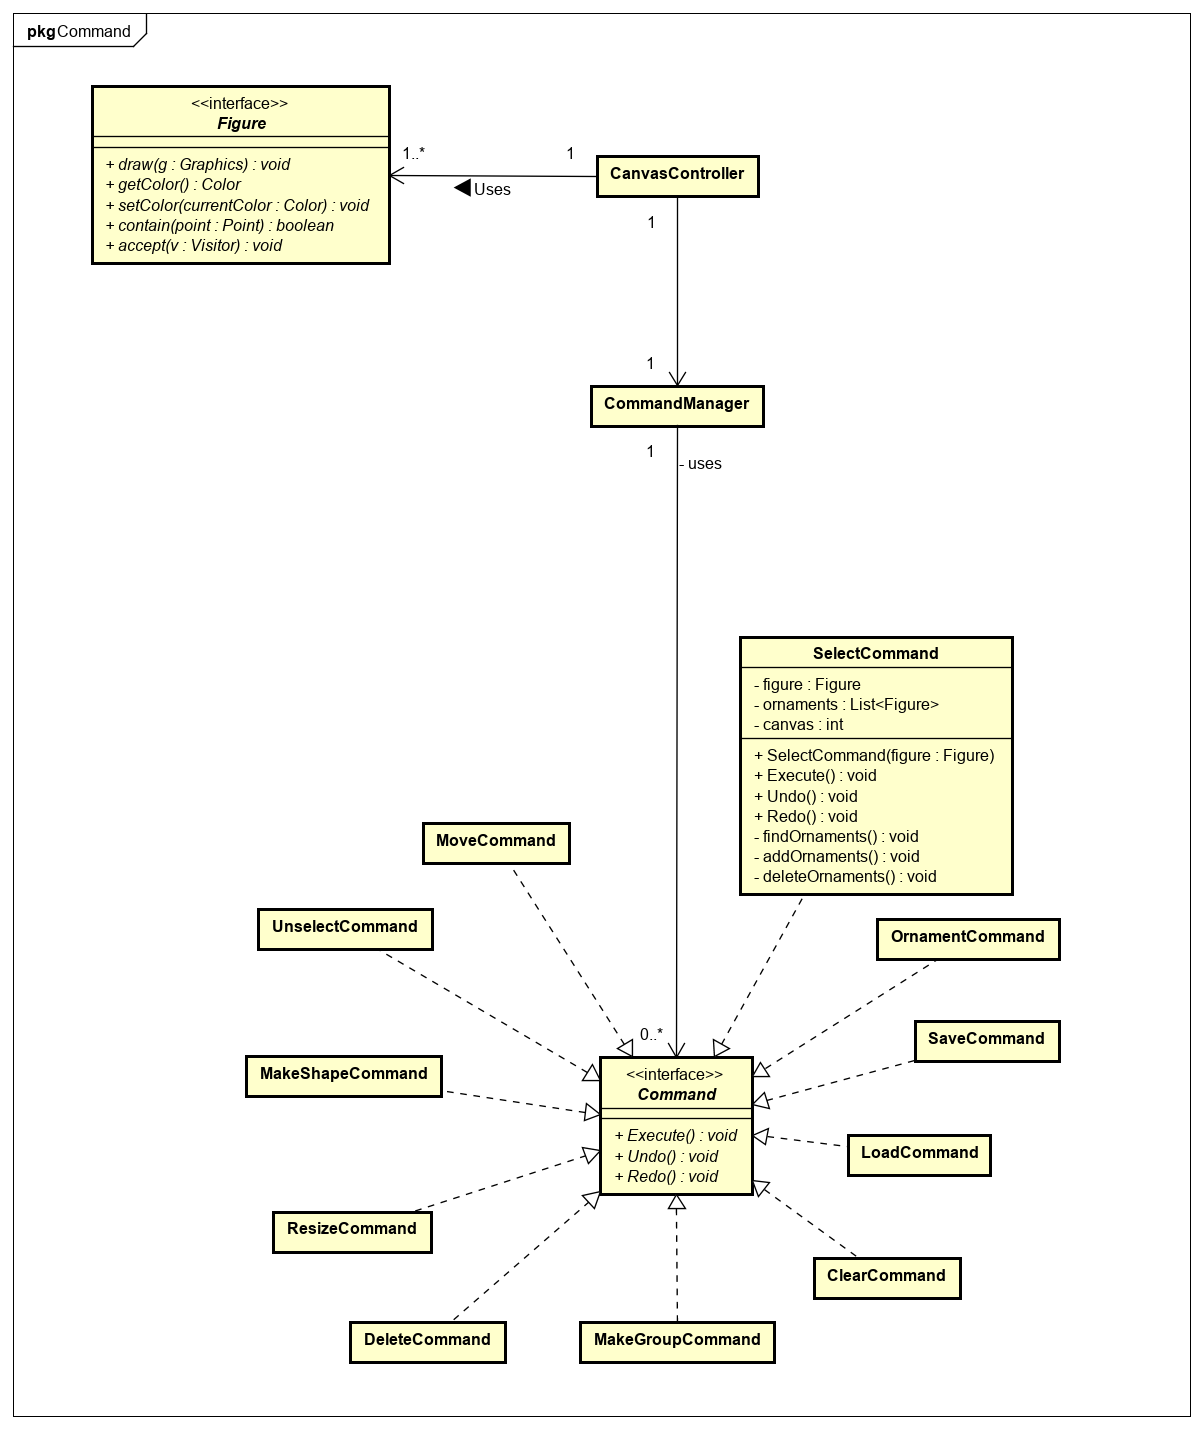 pkg Command
<<interface>>
Figure
+ draw(g : Graphics) : void
+ getColor() : Color
+ setColor(currentColor : Color) : void
+ contain(point : Point) : boolean
+ accept(v : Visitor) : void
1..*
1
Uses
CanvasController
1
1
CommandManager
1
- uses
SelectCommand
- figure : Figure
- ornaments : List<Figure>
- canvas : int
+ SelectCommand(figure : Figure)
+ Execute() : void
+ Undo() : void
+ Redo() : void
- findOrnaments() : void
- addOrnaments() : void
- deleteOrnaments() : void
MoveCommand
UnselectCommand
OrnamentCommand
0..*
SaveCommand
<<interface>>
Command
+ Execute() : void
+ Undo() : void
+ Redo() : void
MakeShapeCommand
LoadCommand
ResizeCommand
ClearCommand
DeleteCommand
MakeGroupCommand